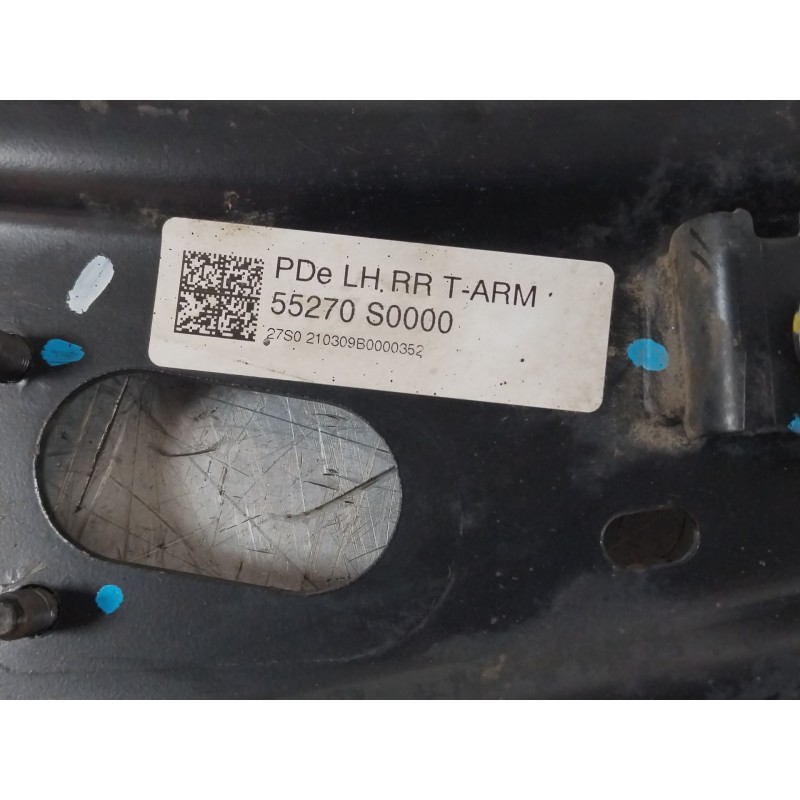 PDe LH, RR T-ARM
55270 S0000
27S0 210309B0000352